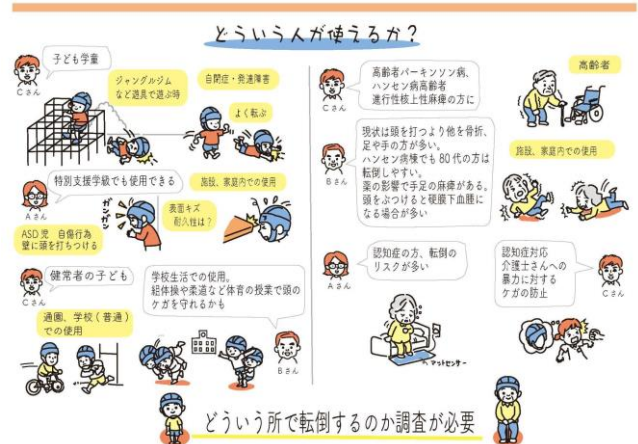 どういう人が使えるか？
子ども学童
Cさん
ジャングルジム
など遊具で遊ぶ時
自閉症・発達障害
よく転ぶ
特別支援学級でも使用できる
Aさん
ASD児 自傷行為
壁に頭を打ちつける
ガンガン
施設、家庭内での使用
表面キズ
耐久性は？
健常者の子ども
Cさん
通園、学校(普通)
での使用
学校生活での使用。
組体操や柔道など体育の授業で頭の
ケガを守れるかも
Bさん
高齢者パーキンソン病、
ハンセン病高齢者
進行性核上性麻痺の方に
Cさん
高齢者
現状は頭を打つより他を骨折、
足や手の方が多い。
ハンセン病棟でも80代の方は
転倒しやすい。
薬の影響で手足の麻痺がある。
頭をぶつけると硬膜下血腫に
なる場合が多い
Bさん
施設、家庭内での使用
認知症の方、転倒の
リスクが多い
Aさん
マットセンサー
認知症対応
介護士さんへの
暴力に対する
ケガの防止
Cさん
どういう所で転倒するのか調査が必要